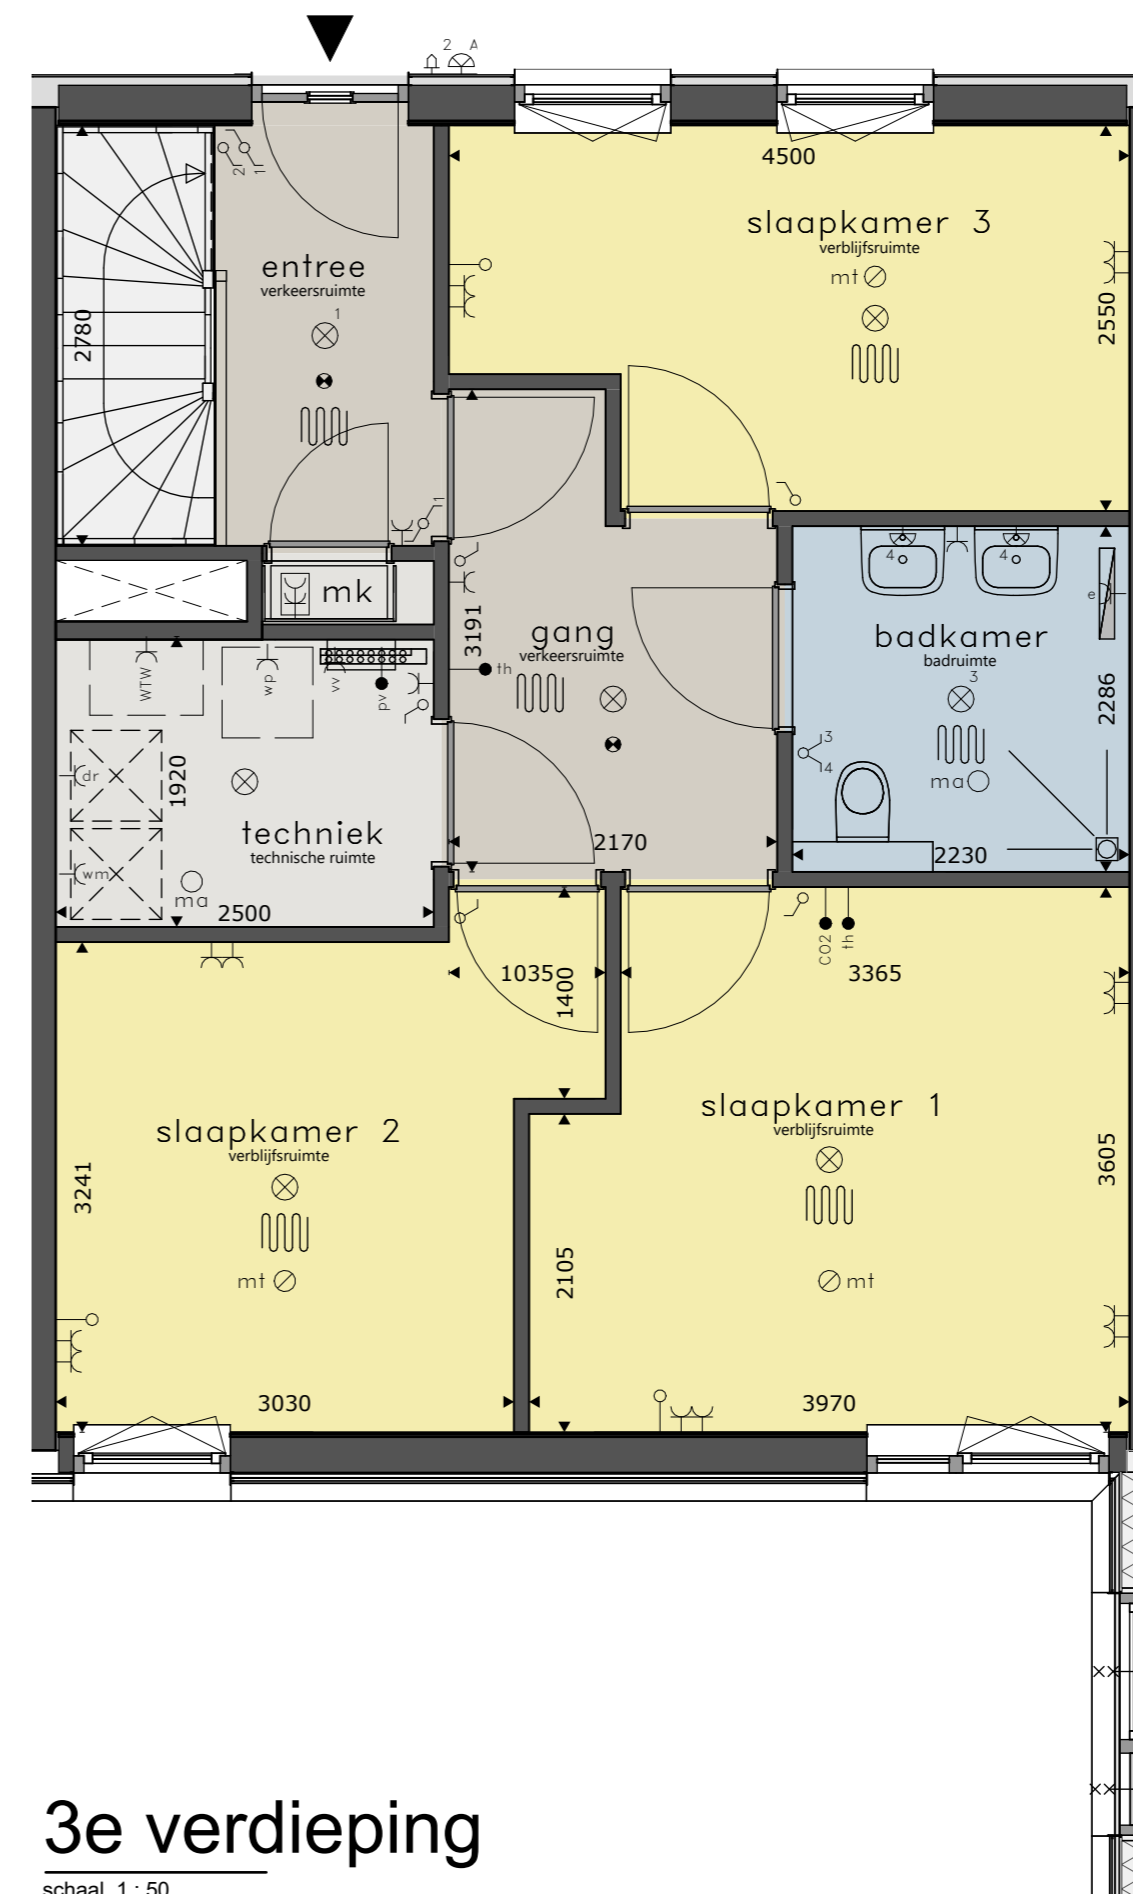 2 A
4500
2 1
slaapkamer 3
verblijfsruimte
mt
entree
verkeersruimte
1
2780
2550
1
mk
4 4
e
3191
gang
verkeersruimte
badkamer
badruimte
3
th
WTW
wp
vv
pv
2286
dr
1920
3
4
ma
techniek
technische ruimte
2170
2230
wm
ma
2500
CO2
th
1035
1400
3365
slaapkamer 1
verblijfsruimte
slaapkamer 2
verblijfsruimte
3241
3605
2105
mt
mt
3030
3970
3e verdieping
schaal 1 : 50